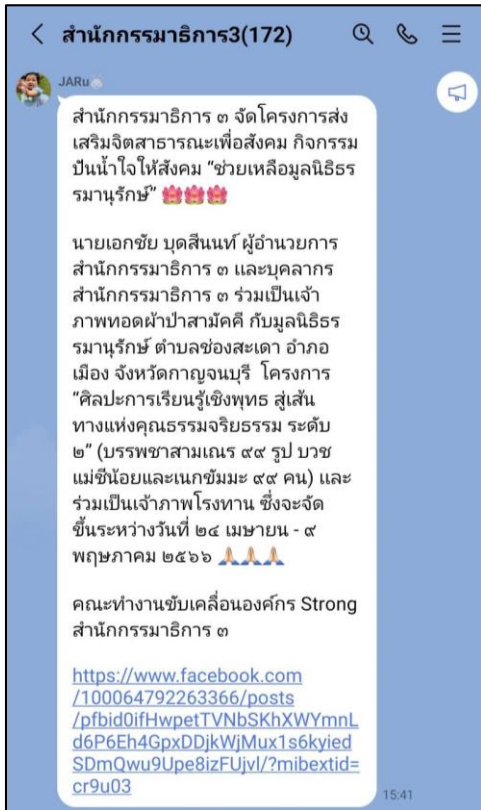 สำนักกรรมาธิการ3(172)
JARu
สำนักกรรมาธิการ ๓ จัดโครงการส่ง
เสริมจิตสาธารณะเพื่อสังคม กิจกรรม
ปันน้ำใจให้สังคม “ช่วยเหลือมูลนิธิธร
รมานุรักษ์” 🪷🪷🪷
นายเอกชัย บุดสีนนท์ ผู้อำนวยการ
สำนักกรรมาธิการ ๓ และบุคลากร
สำนักกรรมาธิการ ๓ ร่วมเป็นเจ้า
ภาพทอดผ้าป่าสามัคคี กับมูลนิธิธร
รมานุรักษ์ ตำบลช่องสะเดา อำเภอ
เมือง จังหวัดกาญจนบุรี โครงการ
“ศิลปะการเรียนรู้เชิงพุทธ สู่เส้น
ทางแห่งคุณธรรมจริยธรรม ระดับ
๒” (บรรพชาสามเณร ๙๙ รูป บวช
แม่ชีน้อยและเนกขัมมะ ๙๙ คน) และ
ร่วมเป็นเจ้าภาพโรงทาน ซึ่งจะจัด
ขึ้นระหว่างวันที่ ๒๔ เมษายน - ๙
พฤษภาคม ๒๕๖๖ 🙏🏻🙏🏻🙏🏻
คณะทำงานขับเคลื่อนองค์กร Strong
สำนักกรรมาธิการ ๓
https://www.facebook.com
/100064792263366/posts
/pfbid0ifHwpetTVNbSKhXWYmnL
d6P6Eh4GpxDDjkWjMux1s6kyied
SDmQwu9Upe8izFUjvl/?mibextid=
cr9u03
15:41